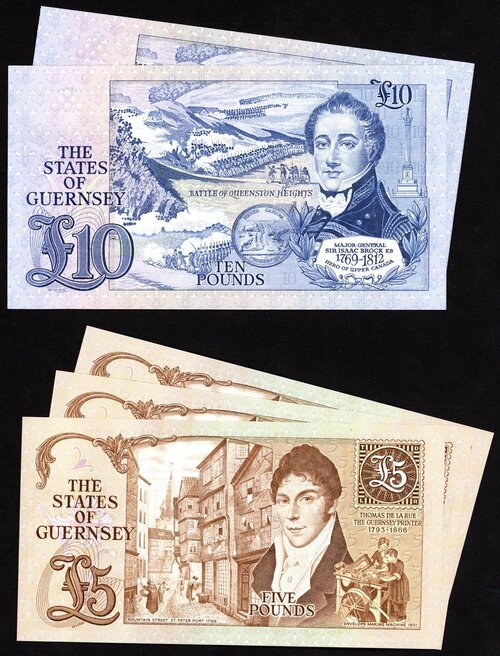 £10
THE
STATES
OF
GUERNSEY
£10
BATTLE OF QUEENSTON HEIGHTS
TEN
POUNDS
MAJOR GENERAL
SIR ISAAC BROCK KB
1769-1812
HERO OF UPPER CANADA
£5
THE
STATES
OF
GUERNSEY
£5
THOMAS DE LA RUE
THE GUERNSEY PRINTER
1793-1866
FIVE
POUNDS
FOUNTAIN STREET ST. PETER PORT 1799
ENVELOPE MAKING MACHINE 1851